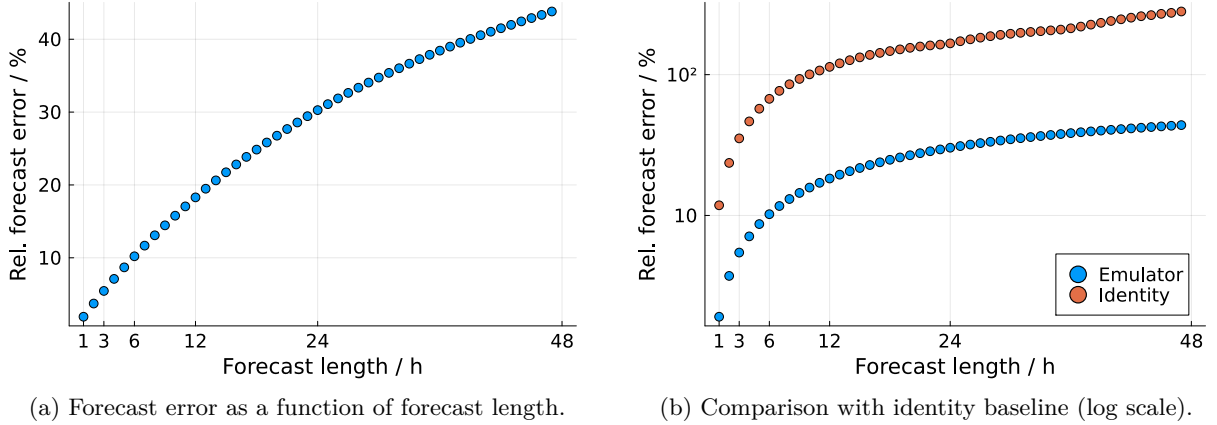 Rel. forecast error / %
40
30
20
10
1 3 6 12 24 48
Forecast length / h
(a) Forecast error as a function of forecast length.
Rel. forecast error / %
10²
10
1 3 6 12 24 48
Emulator
Identity
Forecast length / h
(b) Comparison with identity baseline (log scale).